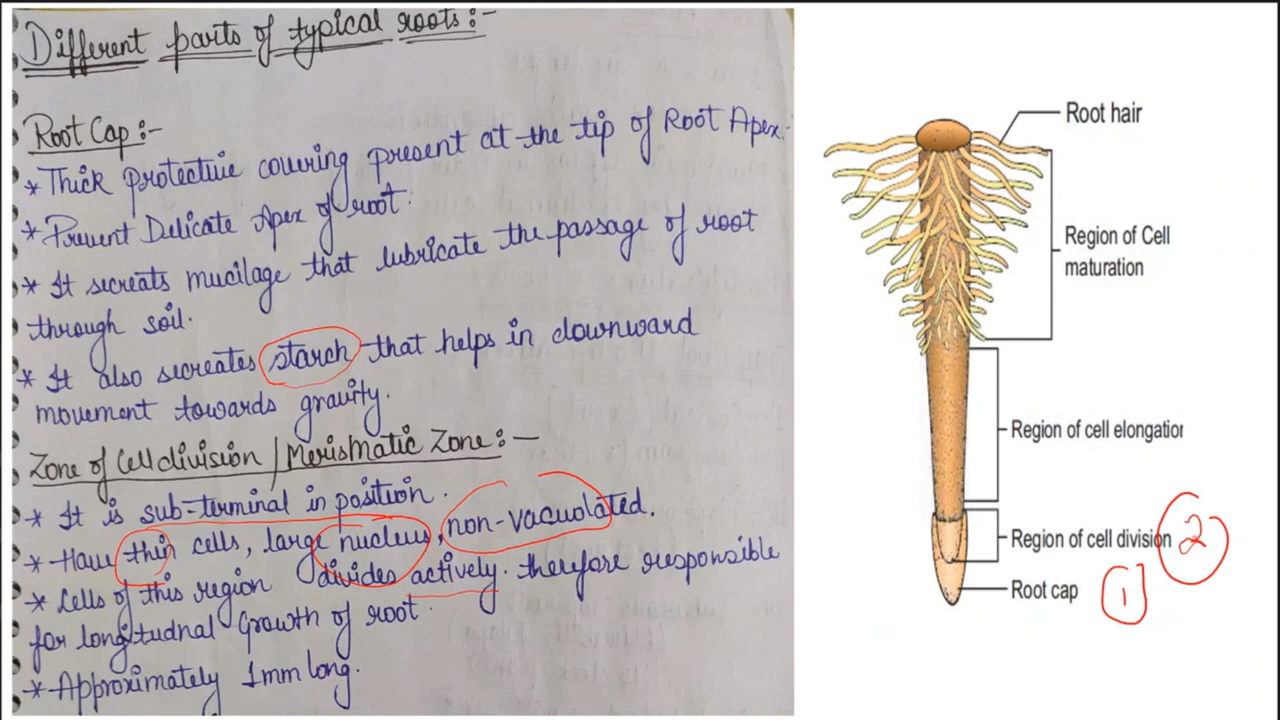 Different parts of typical roots:-
Root Cap:-
* Thick protective covering present at the tip of Root Apex.
* Prevent Delicate Apex of root.
* It secreats mucilage that lubricate the passage of root
through soil.
* It also secreates starch that helps in downward
movement towards gravity.
Zone of Cell division / Merismatic Zone:-
* It is sub-terminal in position.
* Have thin cells, large nucleus, non-vacuolated.
* Cells of this region divides actively. therefore responsible
for longitudnal Growth of root.
* Approximately 1mm long.
Root hair
Region of Cell
maturation
Region of cell elongation
Region of cell division 2
Root cap 1